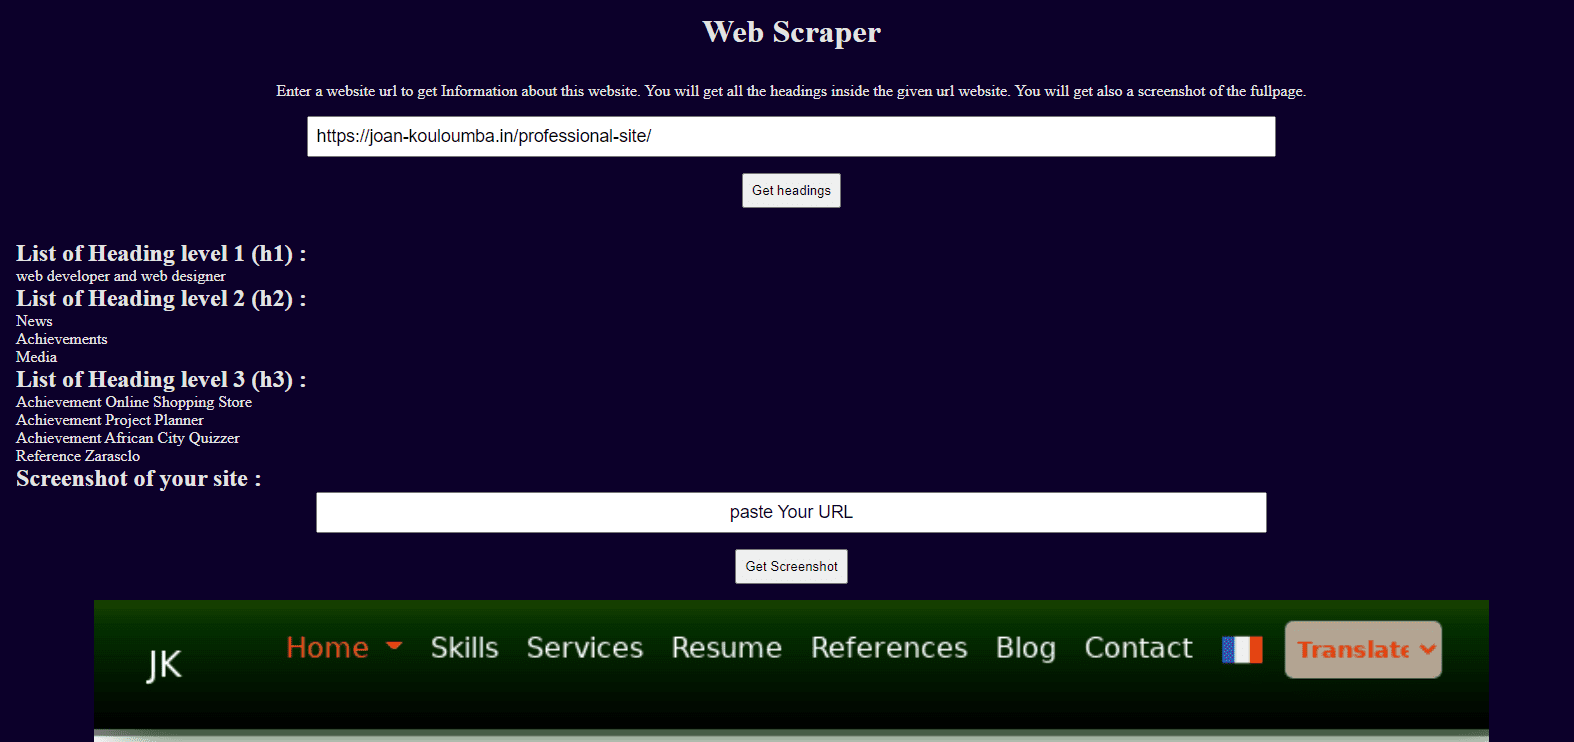 Web Scraper
Enter a website url to get Information about this website. You will get all the headings inside the given url website. You will get also a screenshot of the fullpage.
https://joan-kouloumba.in/professional-site/
Get headings
List of Heading level 1 (h1) :
web developer and web designer
List of Heading level 2 (h2) :
News
Achievements
Media
List of Heading level 3 (h3) :
Achievement Online Shopping Store
Achievement Project Planner
Achievement African City Quizzer
Reference Zarasclo
Screenshot of your site :
paste Your URL
Get Screenshot
JK Home Skills Services Resume References Blog Contact Translate